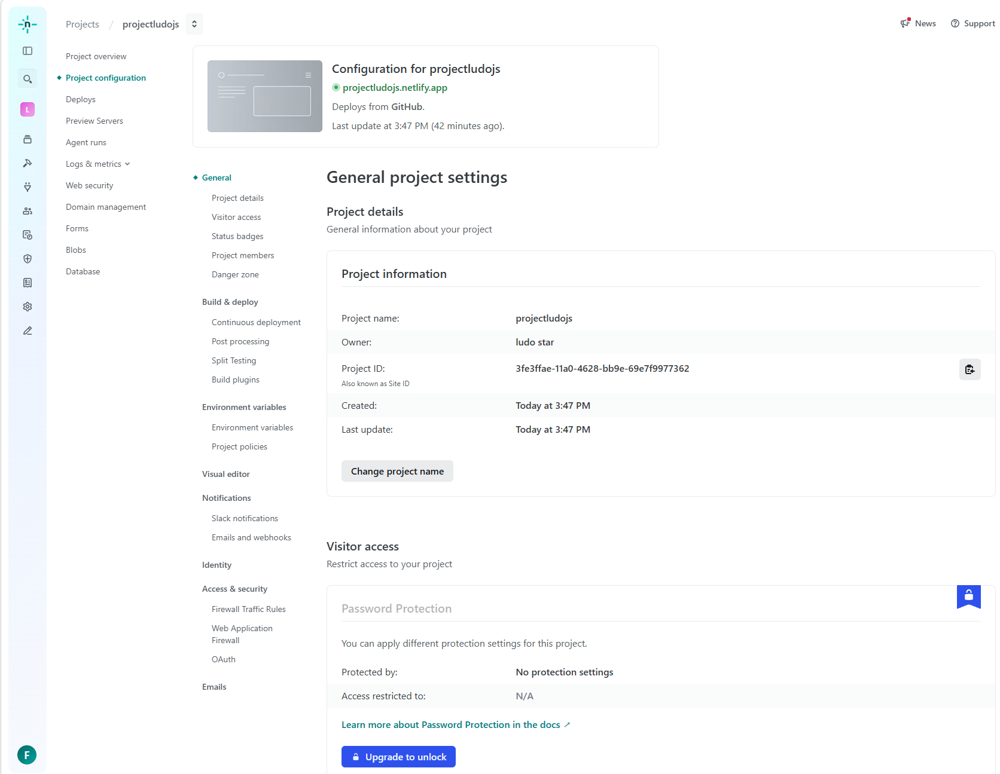 n
Projects / projectludojs
News
Support
L
F
Project overview
Project configuration
Deploys
Preview Servers
Agent runs
Logs & metrics
Web security
Domain management
Forms
Blobs
Database
Configuration for projectludojs
projectludojs.netlify.app
Deploys from GitHub.
Last update at 3:47 PM (42 minutes ago).
General
Project details
Visitor access
Status badges
Project members
Danger zone
Build & deploy
Continuous deployment
Post processing
Split Testing
Build plugins
Environment variables
Environment variables
Project policies
Visual editor
Notifications
Slack notifications
Emails and webhooks
Identity
Access & security
Firewall Traffic Rules
Web Application
Firewall
OAuth
Emails
General project settings
Project details
General information about your project
Project information
Project name: projectludojs
Owner: ludo star
Project ID: 3fe3ffae-11a0-4628-bb9e-69e7f9977362
Also known as Site ID
Created: Today at 3:47 PM
Last update: Today at 3:47 PM
Change project name
Visitor access
Restrict access to your project
Password Protection
You can apply different protection settings for this project.
Protected by: No protection settings
Access restricted to: N/A
Learn more about Password Protection in the docs ↗
Upgrade to unlock